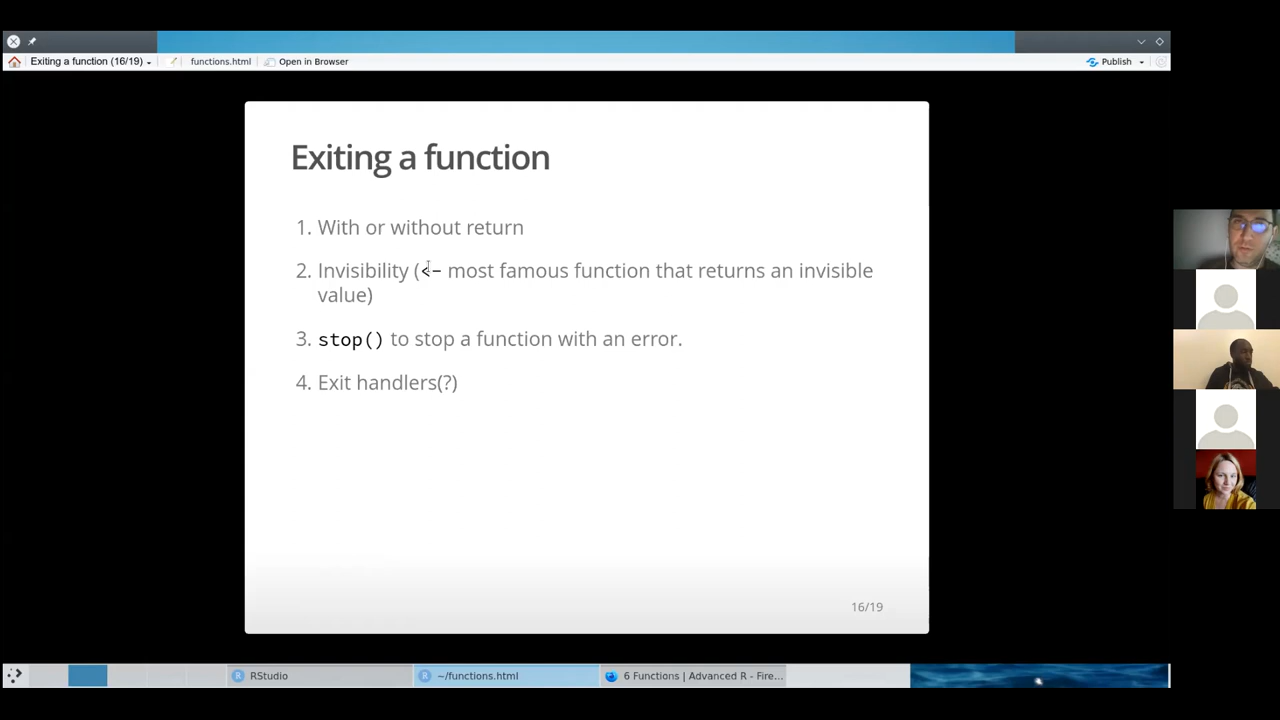 Exiting a function (16/19)
functions.html
Open in Browser
Publish
Exiting a function
1. With or without return
2. Invisibility (<- most famous function that returns an invisible
value)
3. stop() to stop a function with an error.
4. Exit handlers(?)
16/19
RStudio
~/functions.html
6 Functions | Advanced R - Fire...